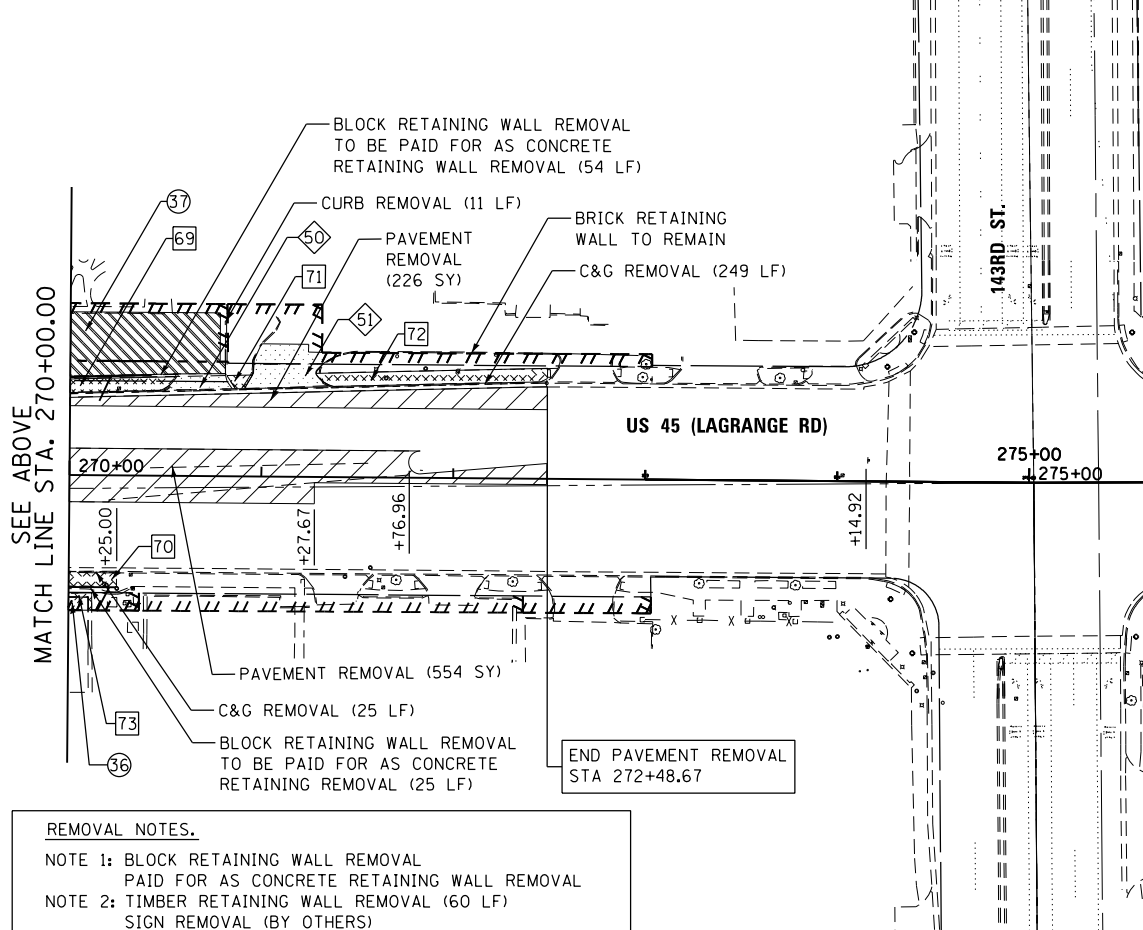 BLOCK RETAINING WALL REMOVAL
TO BE PAID FOR AS CONCRETE
RETAINING WALL REMOVAL (54 LF)
37
CURB REMOVAL (11 LF)
69
50
PAVEMENT
REMOVAL
(226 SY)
BRICK RETAINING
WALL TO REMAIN
71
C&G REMOVAL (249 LF)
51
72
143RD ST.
SEE ABOVE
MATCH LINE STA. 270+00.00
US 45 (LAGRANGE RD)
270+00
275+00
275+00
+25.00
+27.67
+76.96
+14.92
70
PAVEMENT REMOVAL (554 SY)
C&G REMOVAL (25 LF)
73
36
BLOCK RETAINING WALL REMOVAL
TO BE PAID FOR AS CONCRETE
RETAINING REMOVAL (25 LF)
END PAVEMENT REMOVAL
STA 272+48.67
REMOVAL NOTES.
NOTE 1: BLOCK RETAINING WALL REMOVAL
PAID FOR AS CONCRETE RETAINING WALL REMOVAL
NOTE 2: TIMBER RETAINING WALL REMOVAL (60 LF)
SIGN REMOVAL (BY OTHERS)